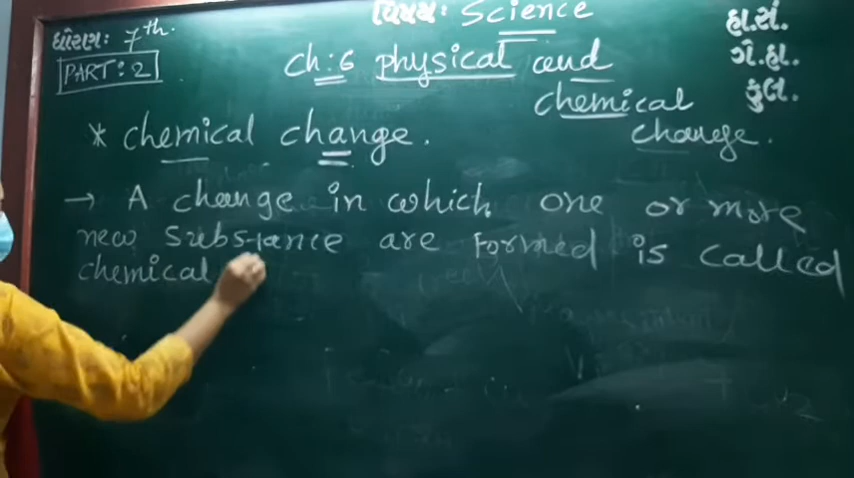 ધોરણ: 7th.
વિષય: Science
હા.સં.
PART: 2
Ch: 6 physical and
ગે.હા.
chemical
કુલ.
* chemical change.
change.
→ A change in which one or more
new substance are formed is called
chemical